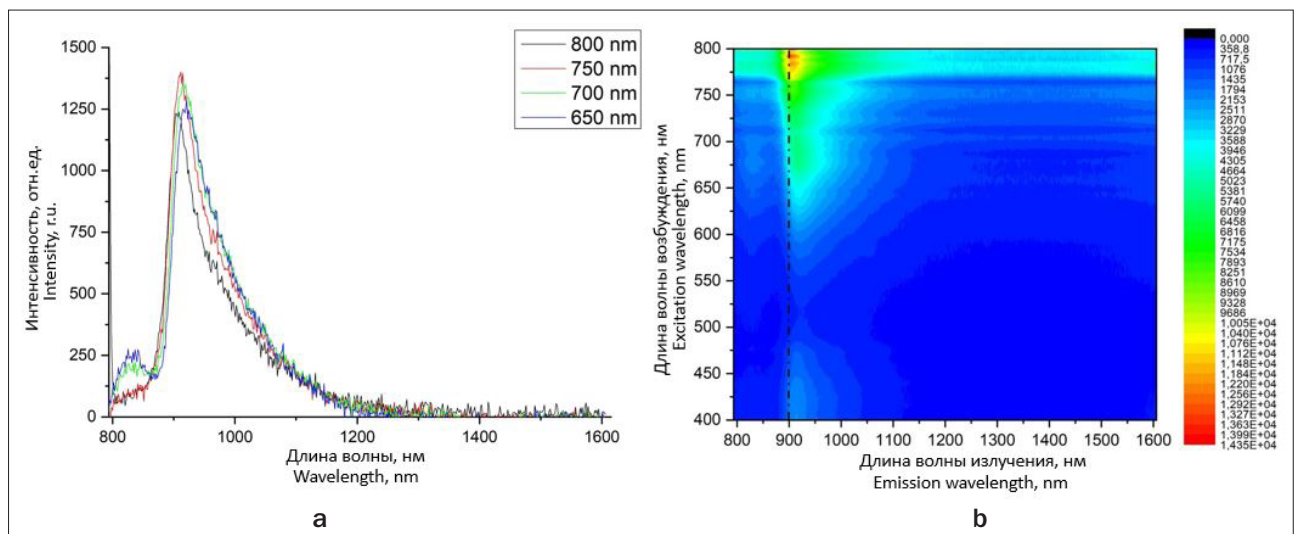 1500
1250
1000
750
500
250
0
800
1000
1200
1400
1600
Интенсивность, отн.ед.
Intensity, r.u.
Длина волны, нм
Wavelength, nm
800 nm
750 nm
700 nm
650 nm
a
800
750
700
650
600
550
500
450
400
800
900
1000
1100
1200
1300
1400
1500
1600
Длина волны возбуждения, нм
Excitation wavelength, nm
Длина волны излучения, нм
Emission wavelength, nm
0,000
358,8
717,5
1076
1435
1794
2153
2511
2870
3229
3588
3946
4305
4664
5023
5381
5740
6099
6458
6816
7175
7534
7893
8251
8610
8969
9328
9686
1,005E+04
1,040E+04
1,076E+04
1,112E+04
1,148E+04
1,184E+04
1,220E+04
1,256E+04
1,292E+04
1,327E+04
1,363E+04
1,399E+04
1,435E+04
b